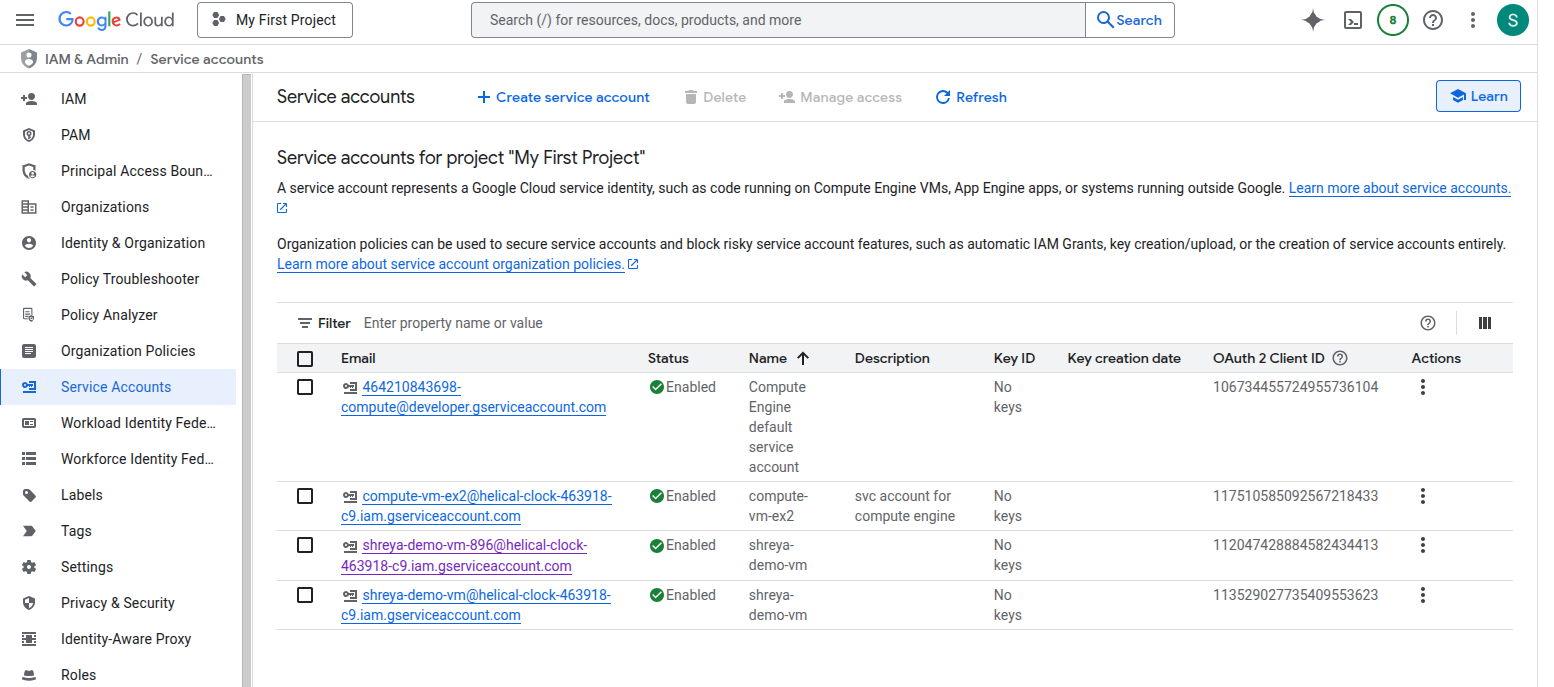 Google Cloud
My First Project
Search (/) for resources, docs, products, and more
Search
8
S
IAM & Admin / Service accounts
IAM
PAM
Principal Access Boun...
Organizations
Identity & Organization
Policy Troubleshooter
Policy Analyzer
Organization Policies
Service Accounts
Workload Identity Fede...
Workforce Identity Fed...
Labels
Tags
Settings
Privacy & Security
Identity-Aware Proxy
Roles
Service accounts
Create service account
Delete
Manage access
Refresh
Learn
Service accounts for project "My First Project"
A service account represents a Google Cloud service identity, such as code running on Compute Engine VMs, App Engine apps, or systems running outside Google. Learn more about service accounts.
Organization policies can be used to secure service accounts and block risky service account features, such as automatic IAM Grants, key creation/upload, or the creation of service accounts entirely.
Learn more about service account organization policies.
Filter Enter property name or value
Email Status Name Description Key ID Key creation date OAuth 2 Client ID Actions
464210843698- Enabled Compute No 106734455724955736104
compute@developer.gserviceaccount.com Engine keys
default
service
account
compute-vm-ex2@helical-clock-463918- Enabled compute- svc account for No 117510585092567218433
c9.iam.gserviceaccount.com vm-ex2 compute engine keys
shreya-demo-vm-896@helical-clock- Enabled shreya- No 112047428884582434413
463918-c9.iam.gserviceaccount.com demo-vm keys
shreya-demo-vm@helical-clock-463918- Enabled shreya- No 113529027735409553623
c9.iam.gserviceaccount.com demo-vm keys